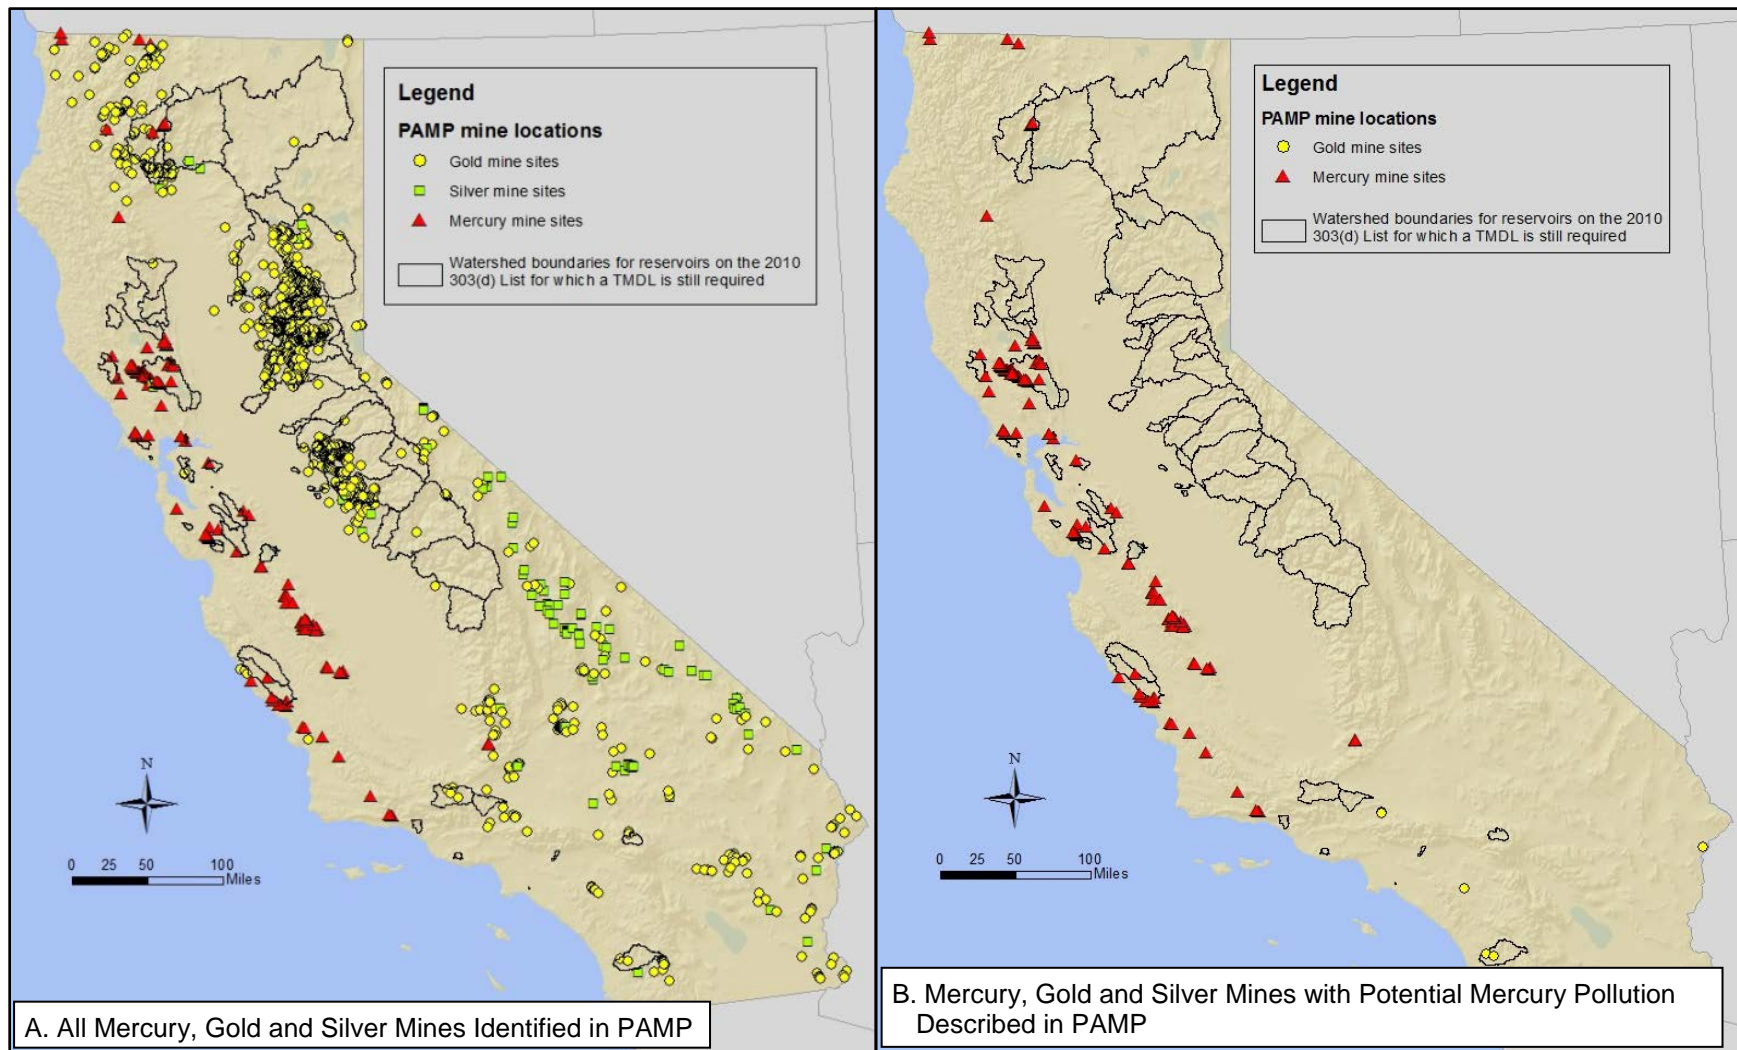 Legend
PAMP mine locations
Gold mine sites
Silver mine sites
Mercury mine sites
Watershed boundaries for reservoirs on the 2010
303(d) List for which a TMDL is still required
N
0 25 50 100
Miles
A. All Mercury, Gold and Silver Mines Identified in PAMP
Legend
PAMP mine locations
Gold mine sites
Mercury mine sites
Watershed boundaries for reservoirs on the 2010
303(d) List for which a TMDL is still required
N
0 25 50 100
Miles
B. Mercury, Gold and Silver Mines with Potential Mercury Pollution
Described in PAMP